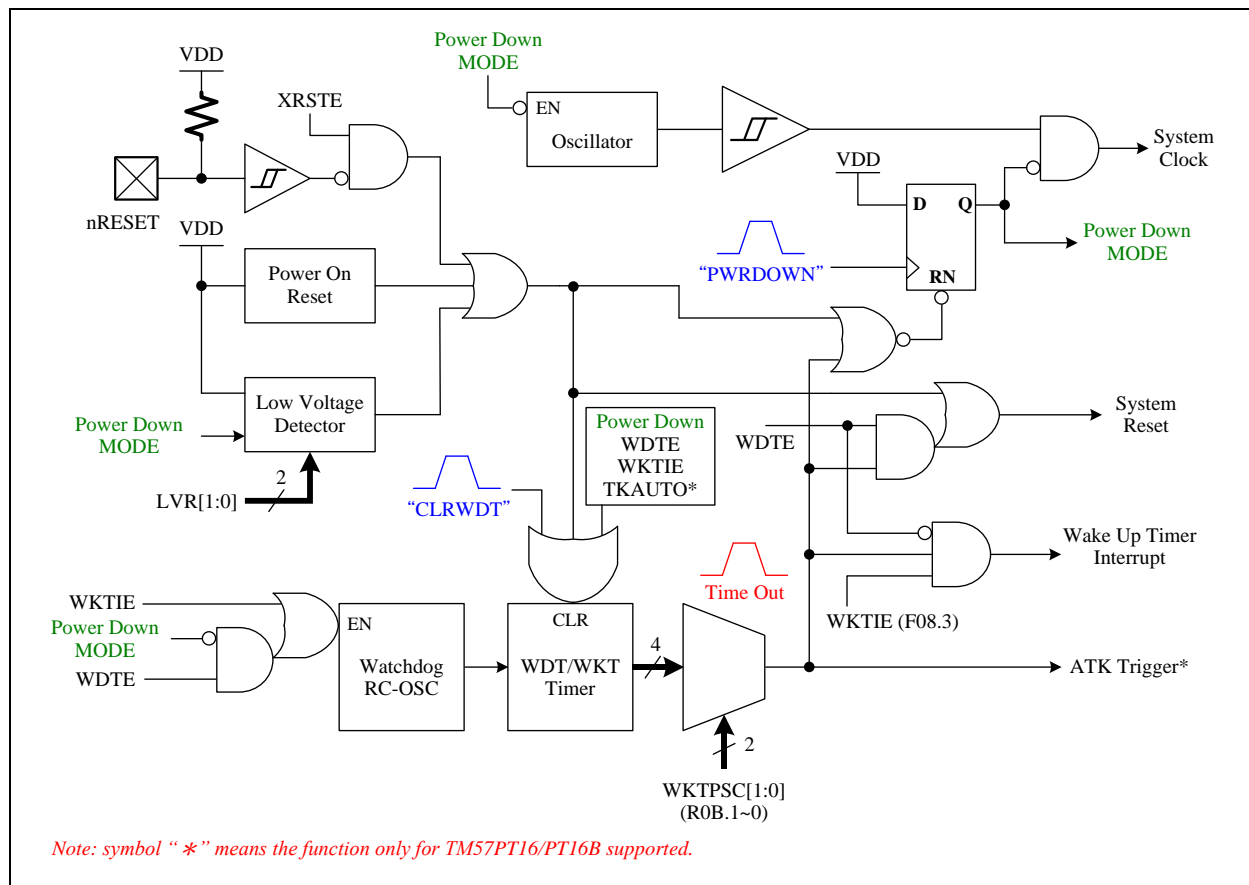 VDD
XRSTE
nRESET
Power Down
MODE
EN
Oscillator
System
Clock
VDD
D
Q
RN
Power Down
MODE
“PWRDOWN”
VDD
Power On
Reset
Low Voltage
Detector
Power Down
MODE
2
LVR[1:0]
“CLRWDT”
Power Down
WDTE
WKTIE
TKAUTO*
WDTE
System
Reset
Wake Up Timer
Interrupt
WKTIE (F08.3)
Time Out
WKTIE
Power Down
MODE
WDTE
EN
Watchdog
RC-OSC
CLR
WDT/WKT
Timer
4
ATK Trigger*
2
WKTPSC[1:0]
(R0B.1~0)
Note: symbol “ * ” means the function only for TM57PT16/PT16B supported.